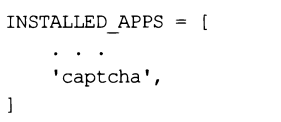 INSTALLED_APPS = [
    . . .
    'captcha',
]